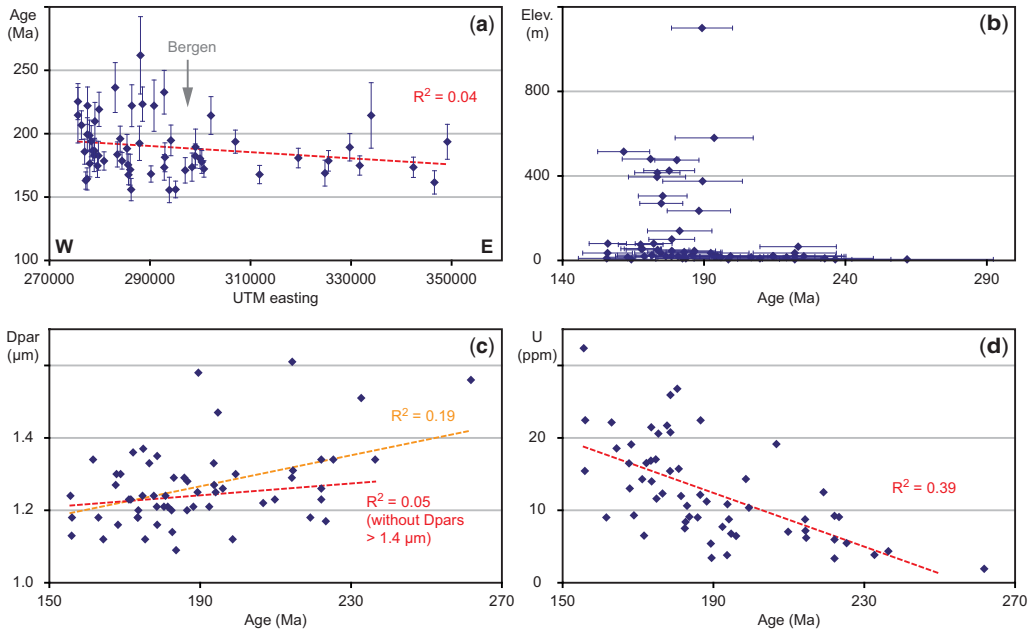 Age
(Ma)
(a)
250
Bergen
R² = 0.04
200
150
W
E
100
270000
290000
310000
330000
350000
UTM easting
Elev.
(m)
(b)
800
400
0
140
190
240
290
Age (Ma)
Dpar
(μm)
(c)
R² = 0.19
1.4
R² = 0.05
(without Dpars
> 1.4 μm)
1.2
1.0
150
190
230
270
Age (Ma)
U
(ppm)
(d)
20
R² = 0.39
10
0
150
190
230
270
Age (Ma)